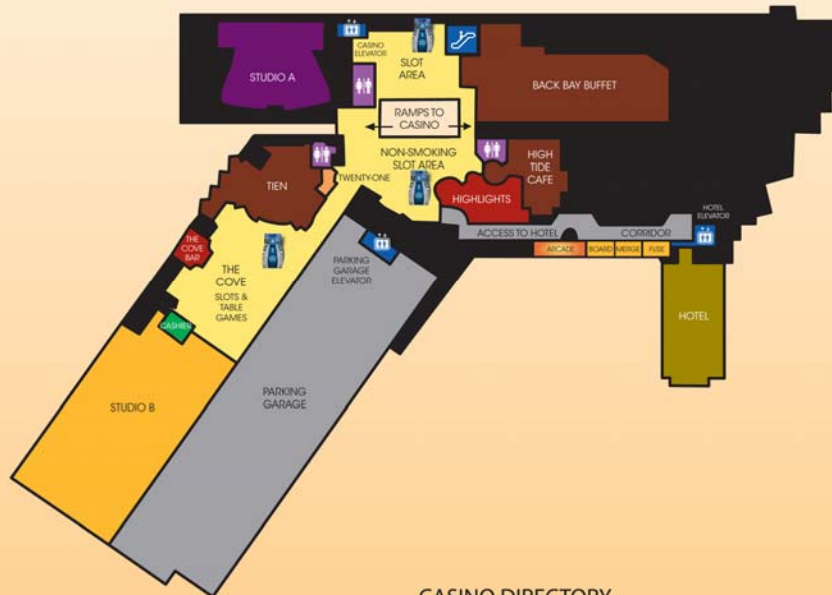 CASINO
ELEVATOR
SLOT
AREA
STUDIO A
BACK BAY BUFFET
RAMPS TO
CASINO
NON-SMOKING
SLOT AREA
HIGH
TIDE
CAFE
TIEN
TWENTY-ONE
HIGHLIGHTS
HOTEL
ELEVATOR
ACCESS TO HOTEL
CORRIDOR
THE
COVE
BAR
ARCADE
BOARD
MERGE
FUSE
PARKING
GARAGE
ELEVATOR
THE
COVE
SLOTS &
TABLE
GAMES
HOTEL
CASHIER
STUDIO B
PARKING
GARAGE
CASINO DIRECTORY